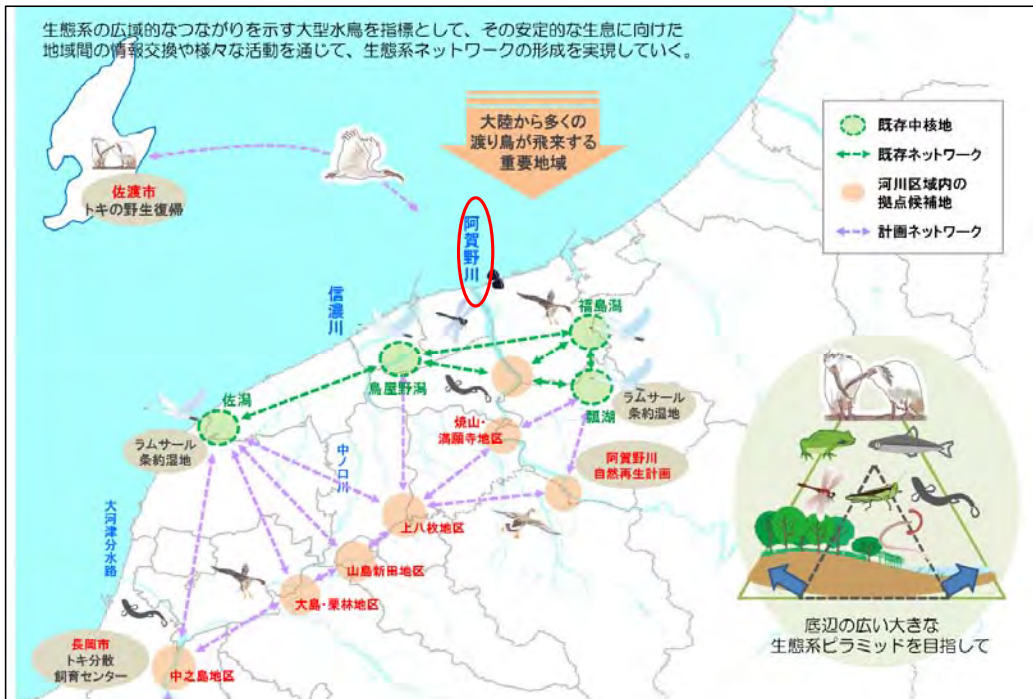 生態系の広域的なつながりを示す大型水鳥を指標として、その安定的な生息に向けた
地域間の情報交換や様々な活動を通じて、生態系ネットワークの形成を実現していく。
大陸から多くの
渡り鳥が飛来する
重要地域
既存中核地
既存ネットワーク
河川区域内の
拠点候補地
計画ネットワーク
佐渡市
トキの野生復帰
阿賀野川
信濃川
福島潟
鳥屋野潟
佐潟
瓢湖
ラムサール
条約湿地
ラムサール
条約湿地
焼山・
満願寺地区
中ノ口川
阿賀野川
自然再生計画
大河津分水路
上八枚地区
山島新田地区
大島・栗林地区
長岡市
トキ分散
飼育センター
中之島地区
底辺の広い大きな
生態系ピラミッドを目指して